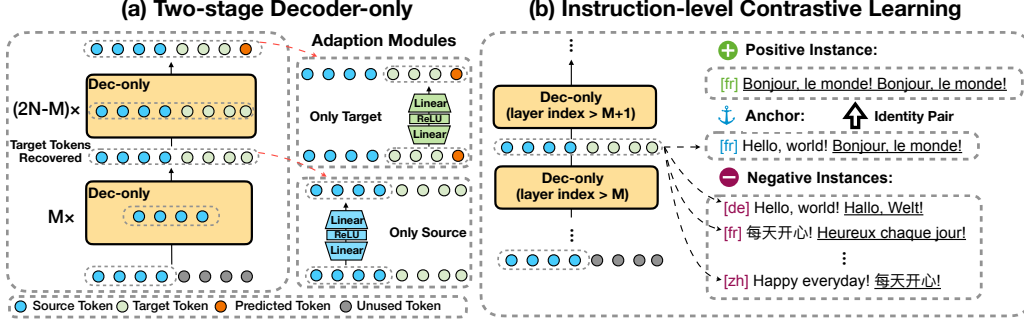 (a) Two-stage Decoder-only
Dec-only
(2N-M)×
Target Tokens
Recovered
Dec-only
M×
Adaption Modules
Linear
ReLU
Linear
Only Target
Linear
ReLU
Linear
Only Source
Source Token
Target Token
Predicted Token
Unused Token
(b) Instruction-level Contrastive Learning
Dec-only
(layer index > M+1)
Dec-only
(layer index > M)
Positive Instance:
[fr] Bonjour, le monde! Bonjour, le monde!
Anchor:
Identity Pair
[fr] Hello, world! Bonjour, le monde!
Negative Instances:
[de] Hello, world! Hallo, Welt!
[fr] 每天开心! Heureux chaque jour!
[zh] Happy everyday! 每天开心!